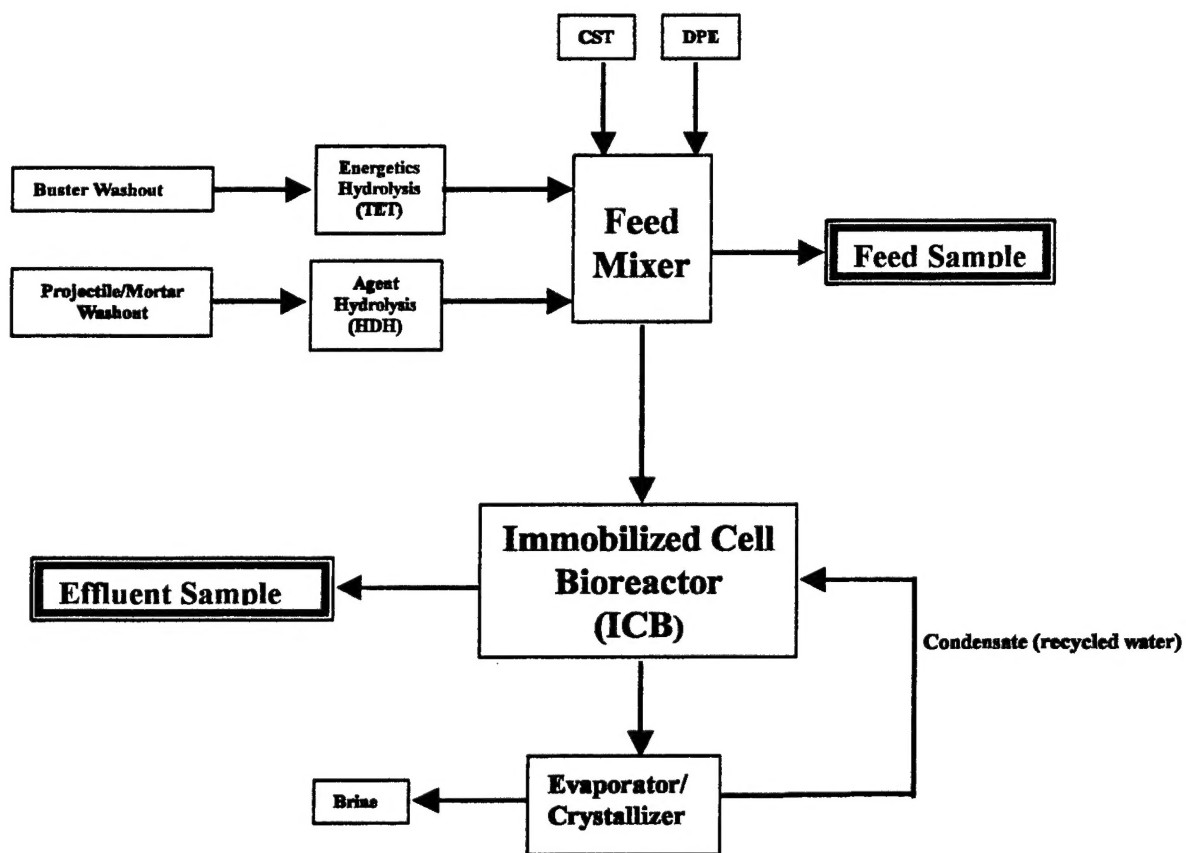 CST
DPE
Buster Washout
Energetics
Hydrolysis
(TET)
Feed
Mixer
Feed Sample
Projectile/Mortar
Washout
Agent
Hydrolysis
(HDH)
Immobilized Cell
Bioreactor
(ICB)
Effluent Sample
Condensate (recycled water)
Evaporator/
Crystallizer
Brine